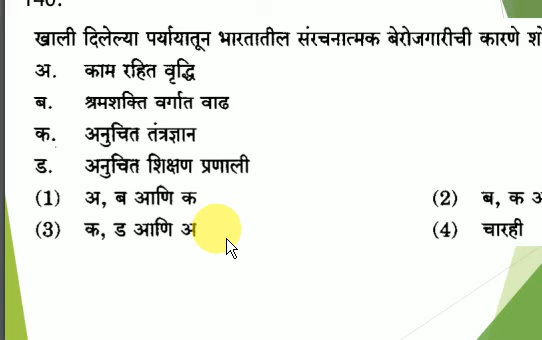 खाली दिलेल्या पर्यायातून भारतातील संरचनात्मक बेरोजगारीची कारणे
अ. काम रहित वृद्धि
ब. श्रमशक्ति वर्गात वाढ
क. अनुचित तंत्रज्ञान
ड. अनुचित शिक्षण प्रणाली
(1) अ, ब आणि क (2) ब, क
(3) क, ड आणि अ (4) चारही